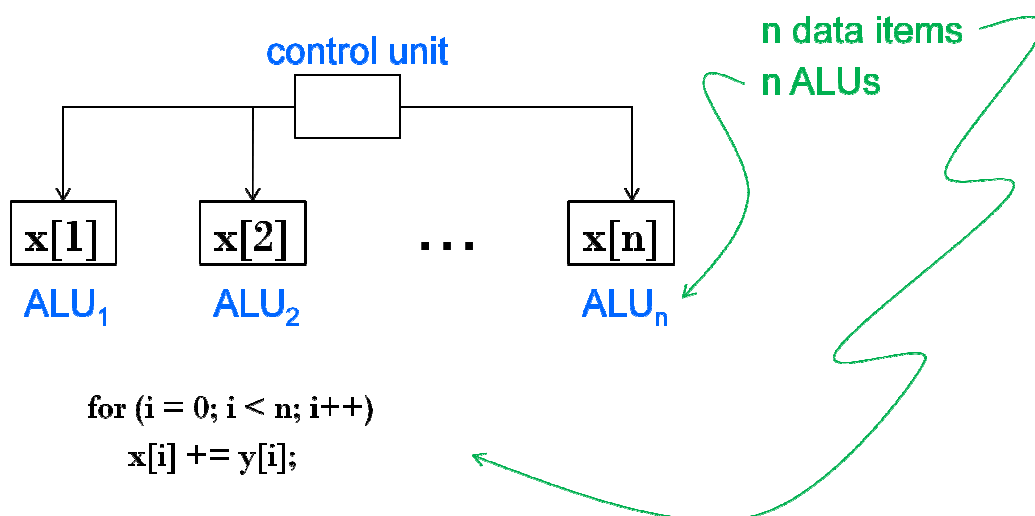 n data items
control unit
n ALUs
x[1] x[2] ... x[n]
ALU₁ ALU₂ ALUₙ
for (i = 0; i < n; i++)
x[i] += y[i];